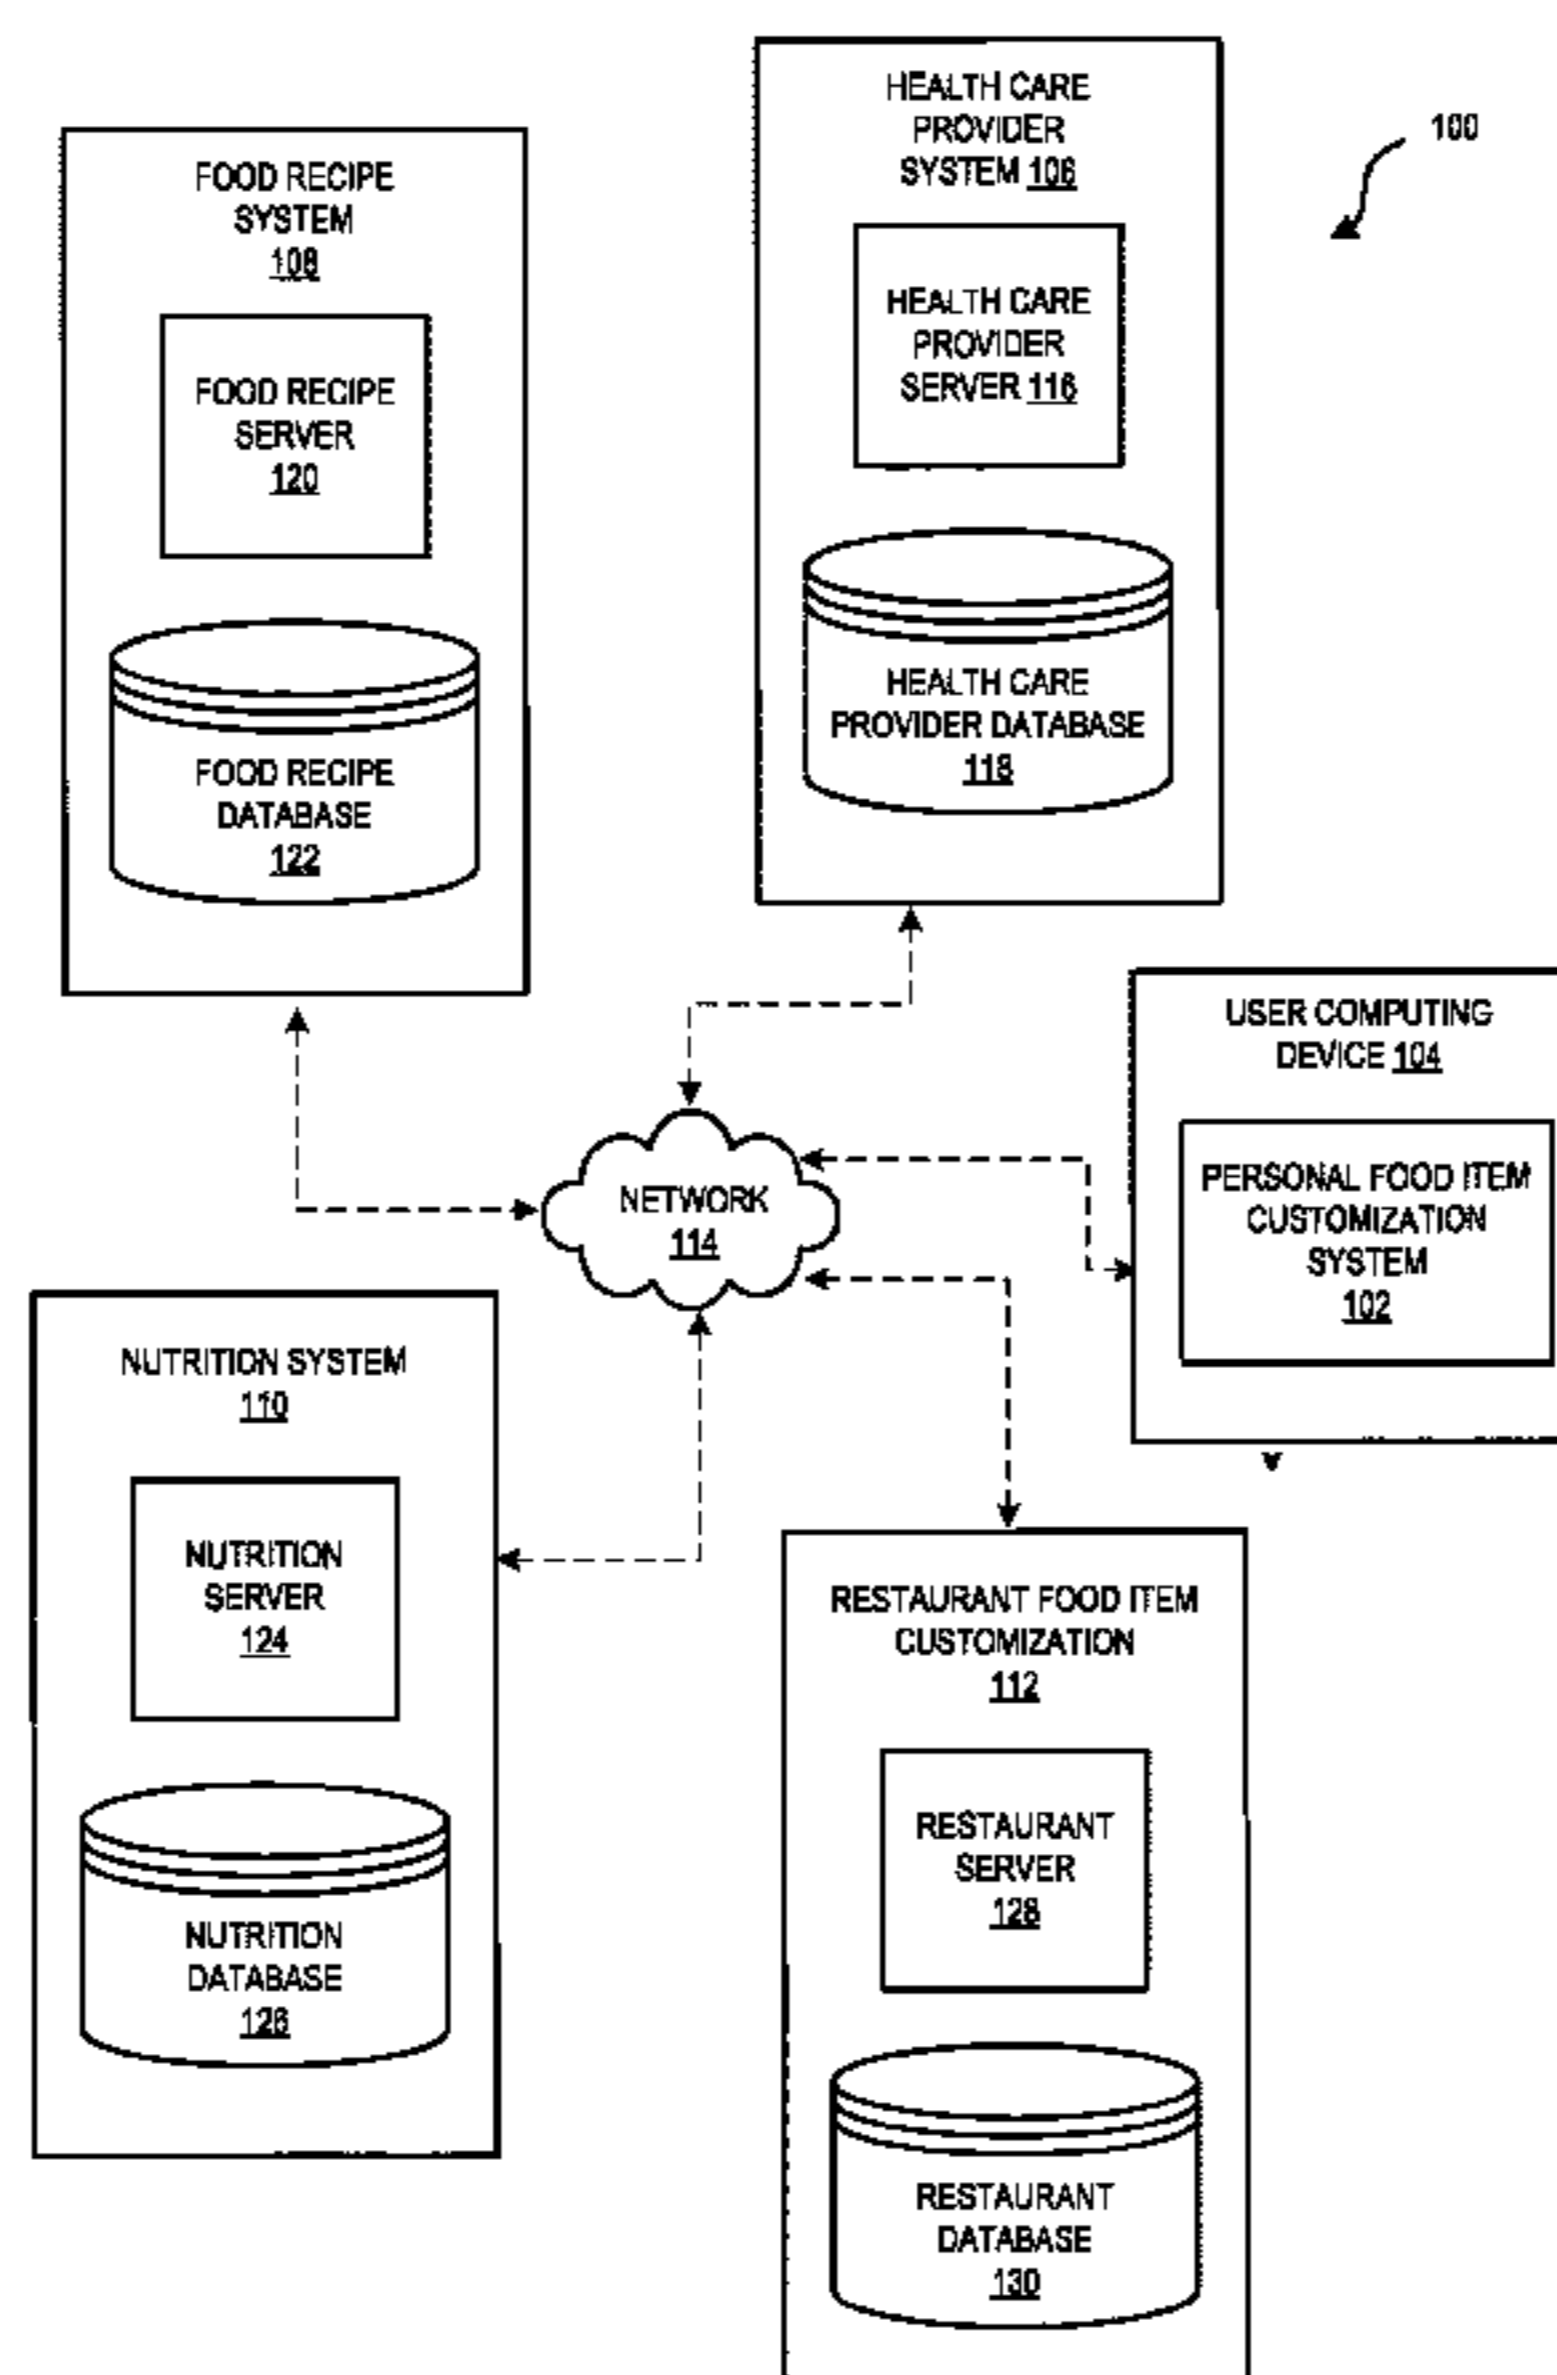 HEALTH CARE
PROVIDER
SYSTEM 106
100
FOOD RECIPE
SYSTEM
108
HEALTH CARE
PROVIDER
SERVER 116
FOOD RECIPE
SERVER
120
HEALTH CARE
PROVIDER DATABASE
118
FOOD RECIPE
DATABASE
122
USER COMPUTING
DEVICE 104
PERSONAL FOOD ITEM
CUSTOMIZATION
SYSTEM
102
NETWORK
114
NUTRITION SYSTEM
110
NUTRITION
SERVER
124
RESTAURANT FOOD ITEM
CUSTOMIZATION
112
RESTAURANT
SERVER
128
NUTRITION
DATABASE
126
RESTAURANT
DATABASE
130